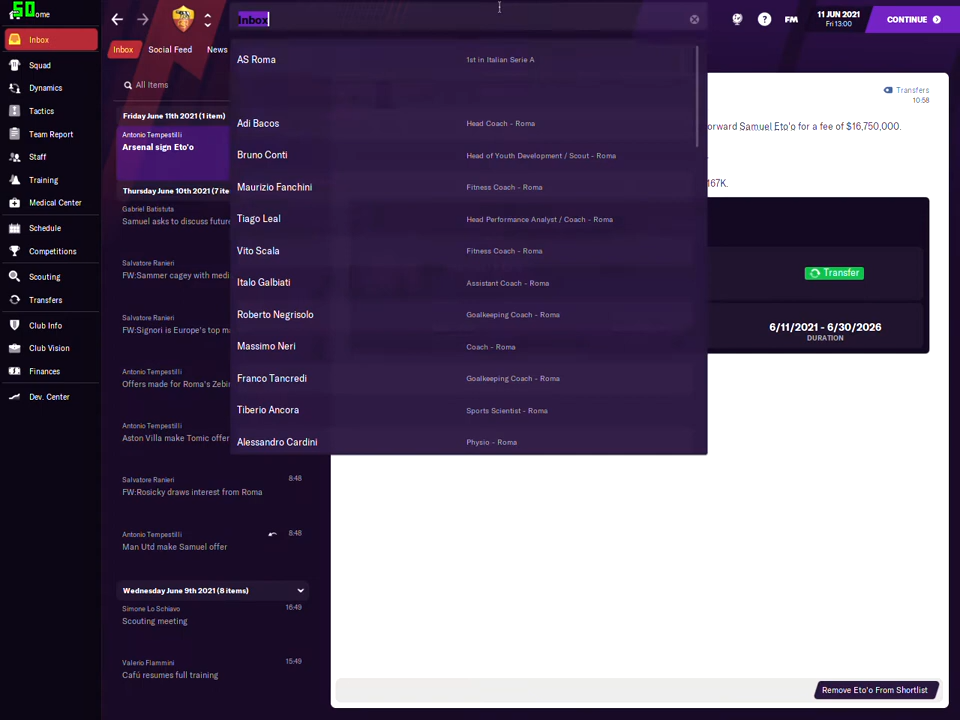 50
ome
Inbox
11 JUN 2021
Fri 13:00
CONTINUE
FM
?
Inbox
Squad
Dynamics
Tactics
Team Report
Staff
Training
Medical Center
Schedule
Competitions
Scouting
Transfers
Club Info
Club Vision
Finances
Dev. Center
Inbox
Social Feed
News
All Items
Friday June 11th 2021 (1 item)
Antonio Tempestilli
Arsenal sign Eto'o
Thursday June 10th 2021 (7 ite
Gabriel Batistuta
Samuel asks to discuss future
Salvatore Ranieri
FW:Sammer cagey with medi
Salvatore Ranieri
FW:Signori is Europe's top m
Antonio Tempestilli
Offers made for Roma's Zebi
Antonio Tempestilli
Aston Villa make Tomic offer
Salvatore Ranieri
8:48
FW:Rosicky draws interest from Roma
Antonio Tempestilli
8:48
Man Utd make Samuel offer
Wednesday June 9th 2021 (8 items)
Simone Lo Schiavo
16:49
Scouting meeting
Valerio Flammini
15:49
Cafú resumes full training
AS Roma
1st in Italian Serie A
Adi Bacos
Head Coach - Roma
Bruno Conti
Head of Youth Development / Scout - Roma
Maurizio Fanchini
Fitness Coach - Roma
Tiago Leal
Head Performance Analyst / Coach - Roma
Vito Scala
Fitness Coach - Roma
Italo Galbiati
Assistant Coach - Roma
Roberto Negrisolo
Goalkeeping Coach - Roma
Massimo Neri
Coach - Roma
Franco Tancredi
Goalkeeping Coach - Roma
Tiberio Ancora
Sports Scientist - Roma
Alessandro Cardini
Physio - Roma
Transfers
10:58
orward Samuel Eto'o for a fee of $16,750,000.
167K.
Transfer
6/11/2021 - 6/30/2026
DURATION
Remove Eto'o From Shortlist